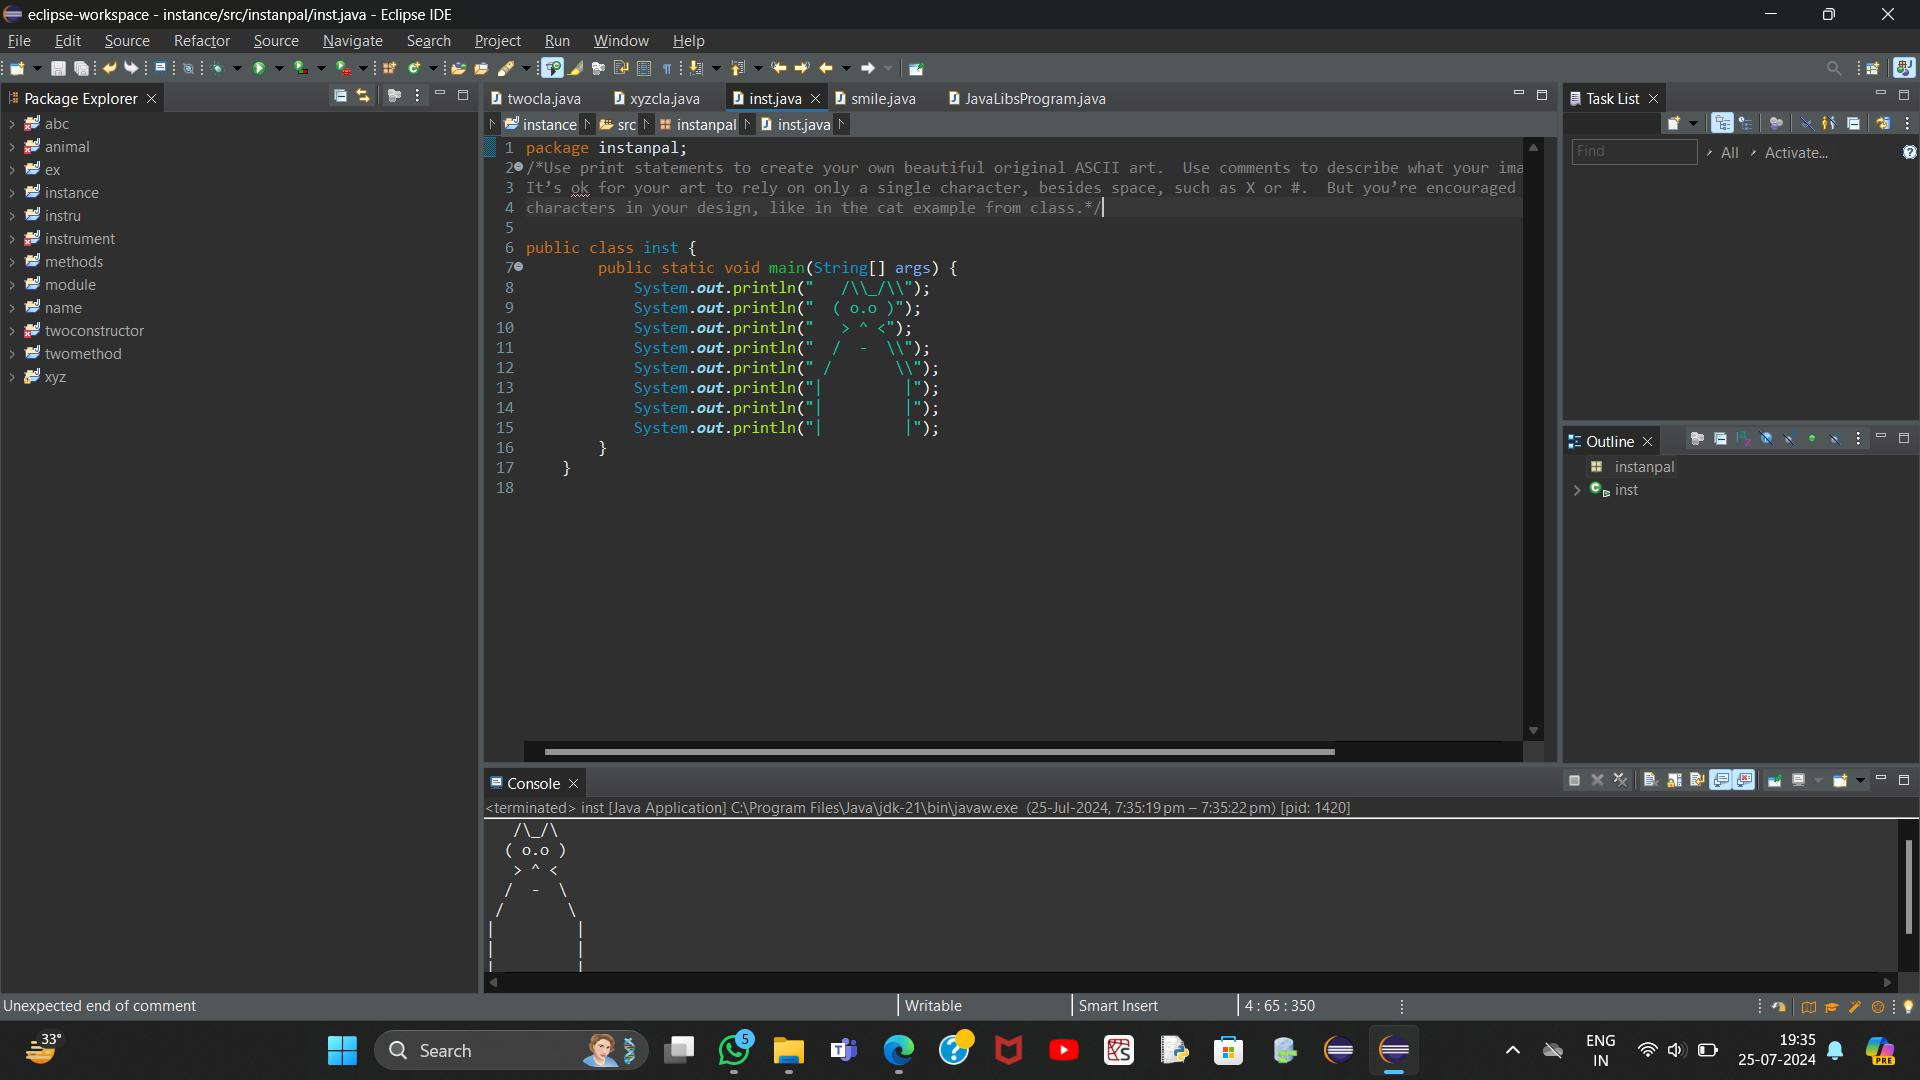 eclipse-workspace - instance/src/instanpal/inst.java - Eclipse IDE
File Edit Source Refactor Source Navigate Search Project Run Window Help
Package Explorer
abc
animal
ex
instance
instru
instrument
methods
module
name
twoconstructor
twomethod
xyz
twocla.java xyzcla.java inst.java smile.java JavaLibsProgram.java
instance src instanpal inst.java
1 package instanpal;
2 /*Use print statements to create your own beautiful original ASCII art.  Use comments to describe what your ima
3 It’s ok for your art to rely on only a single character, besides space, such as X or #.  But you’re encouraged
4 characters in your design, like in the cat example from class.*/
5
6 public class inst {
7         public static void main(String[] args) {
8             System.out.println("   /\\_/\\");
9             System.out.println("  ( o.o )");
10             System.out.println("   > ^ <");
11             System.out.println("  /  -  \\");
12             System.out.println(" /       \\");
13             System.out.println("|         |");
14             System.out.println("|         |");
15             System.out.println("|         |");
16         }
17     }
18
Task List
Find All Activate...
Outline
instanpal
inst
Console
<terminated> inst [Java Application] C:\Program Files\Java\jdk-21\bin\javaw.exe (25-Jul-2024, 7:35:19 pm – 7:35:22 pm) [pid: 1420]
   /\_/\
  ( o.o )
   > ^ <
  /  -  \
 /       \
|         |
|         |
|         |
Unexpected end of comment Writable Smart Insert 4 : 65 : 350
33° Search 5 ENG IN 19:35 25-07-2024 PRE